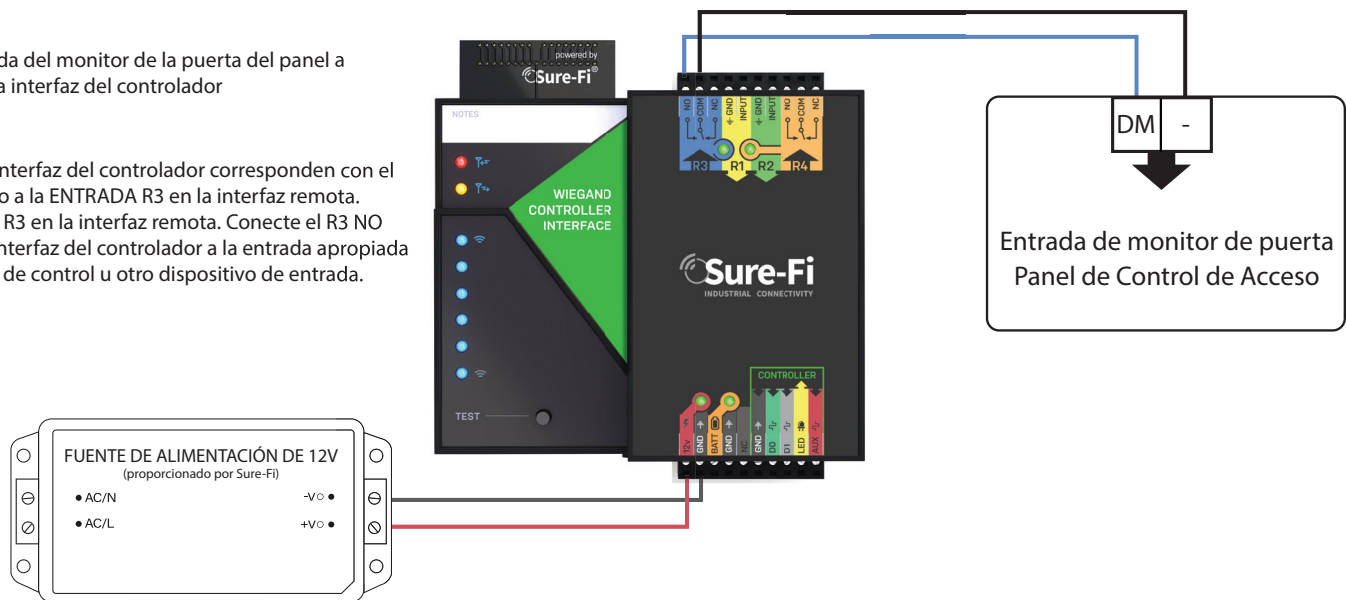 da del monitor de la puerta del panel a
a interfaz del controlador
nterfaz del controlador corresponden con el
o a la ENTRADA R3 en la interfaz remota.
R3 en la interfaz remota. Conecte el R3 NO
nterfaz del controlador a la entrada apropiada
de control u otro dispositivo de entrada.
powered by
Sure-Fi®
NOTES
WIEGAND
CONTROLLER
INTERFACE
TEST
NO COM NC GND INPUT GND INPUT NO COM NC
R3 R1 R2 R4
Sure-Fi
INDUSTRIAL CONNECTIVITY
CONTROLLER
12v GND BATT GND NC GND D0 D1 LED AUX
DM -
Entrada de monitor de puerta
Panel de Control de Acceso
FUENTE DE ALIMENTACIÓN DE 12V
(proporcionado por Sure-Fi)
AC/N -V
AC/L +V